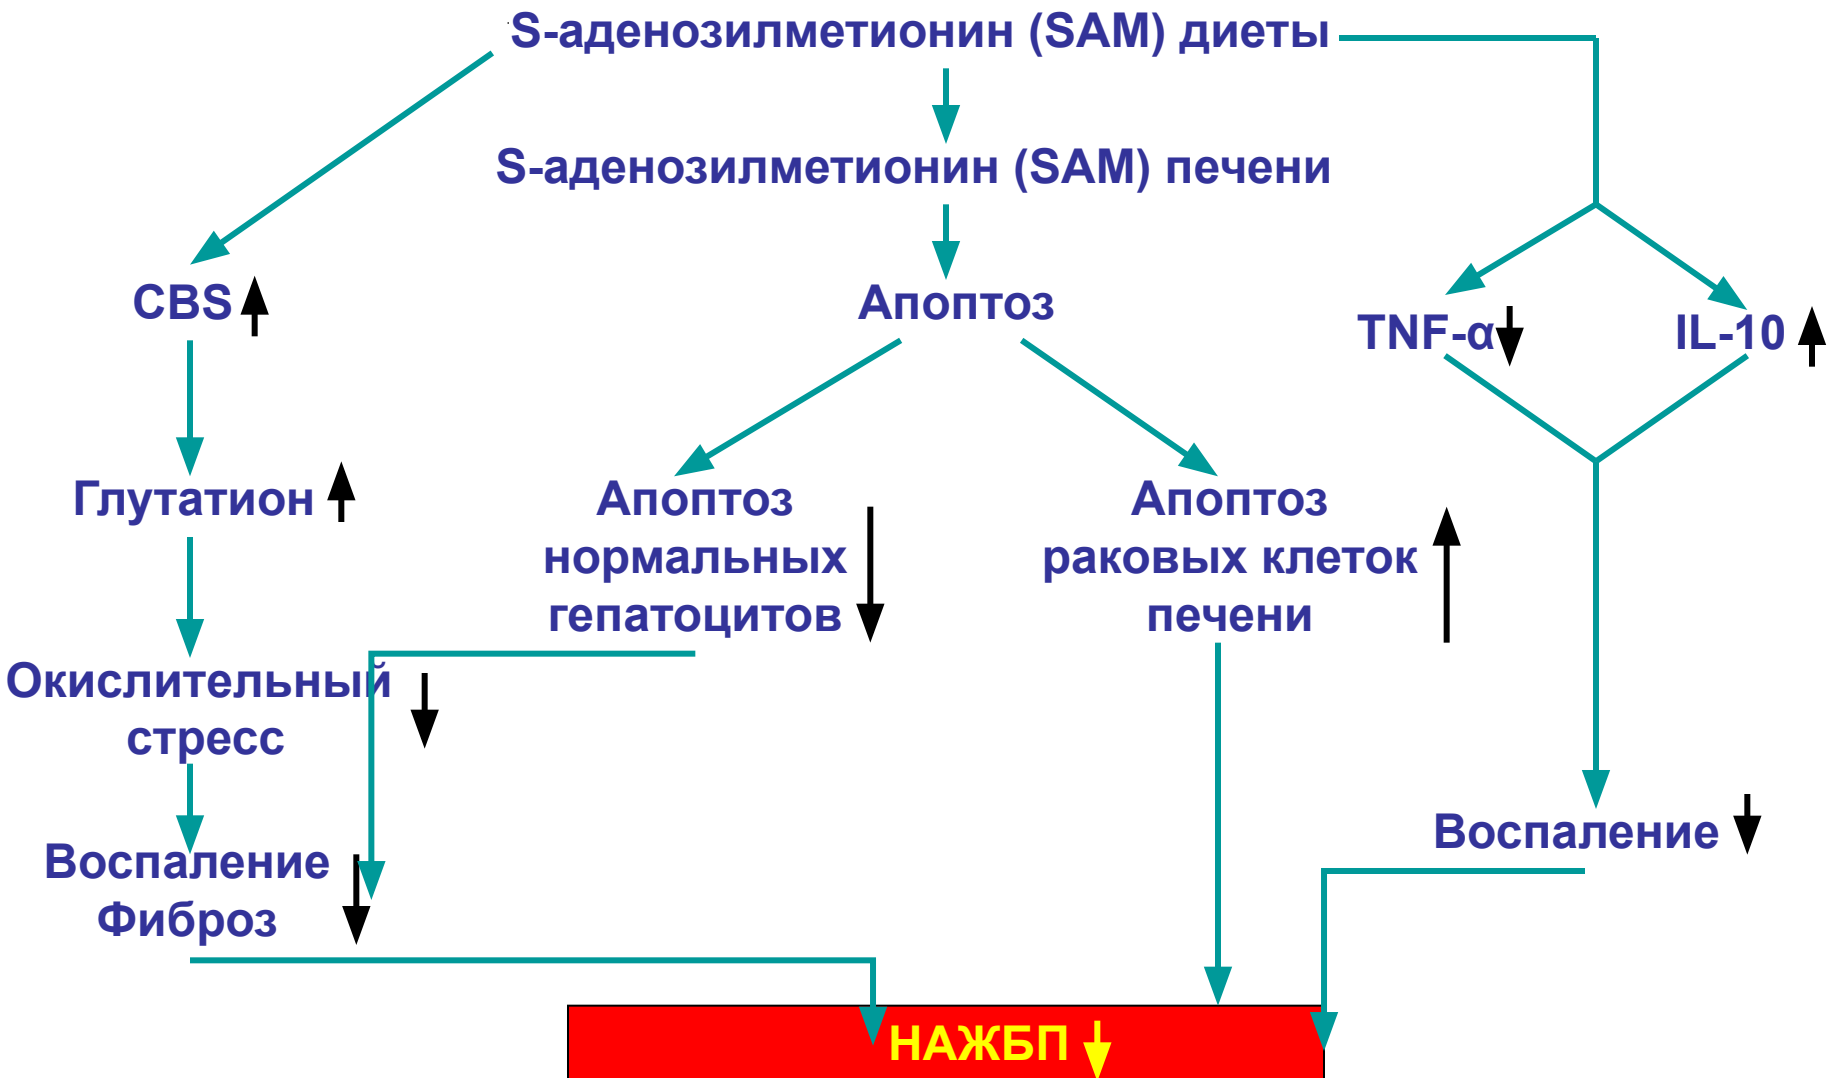 S-аденозилметионин (SAM) диеты
S-аденозилметионин (SAM) печени
CBS
Апоптоз
TNF-α
IL-10
Глутатион
Апоптоз
нормальных
гепатоцитов
Апоптоз
раковых клеток
печени
Окислительный
стресс
Воспаление
Фиброз
Воспаление
НАЖБП